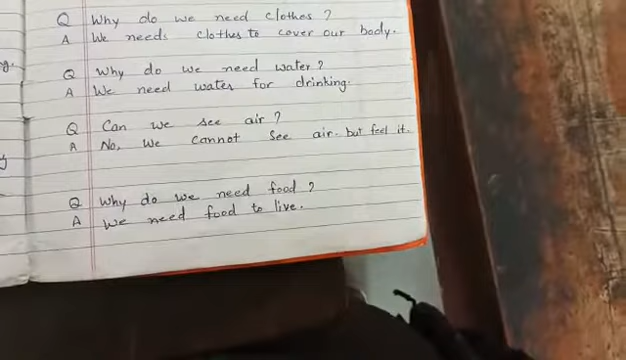 Q Why do we need clothes ?
A We needs clothes to cover our body.
Q Why do we need water ?
A We need water for drinking.
Q Can we see air ?
A No, We cannot see air. but feel it.
Q Why do we need food ?
A We need food to live.